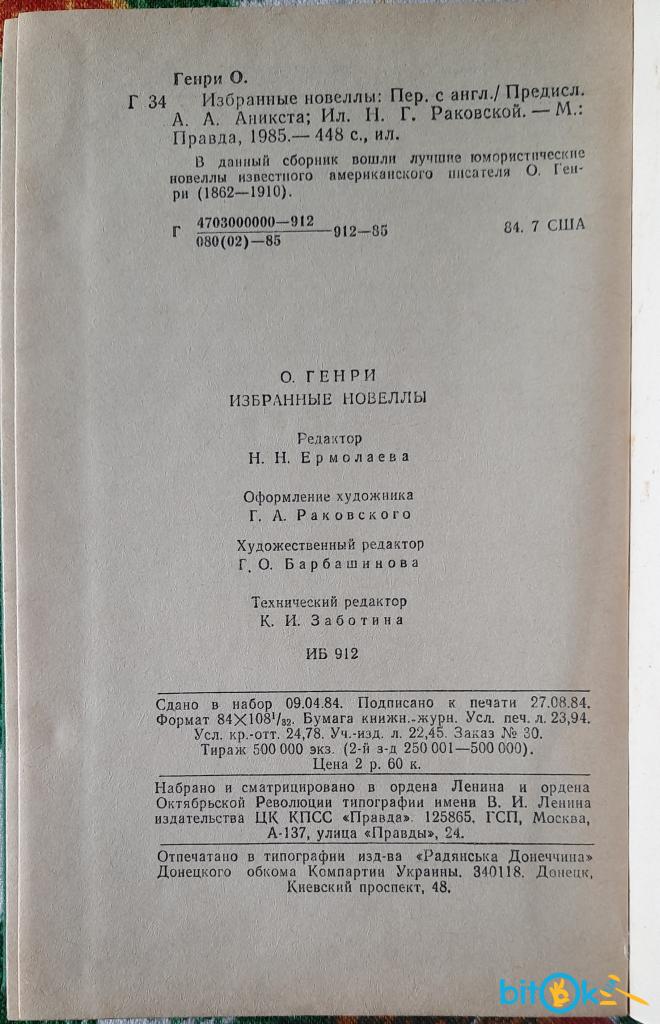 Генри О.
Г 34 Избранные новеллы: Пер. с англ./ Предисл.
А. А. Аникста; Ил. Н. Г. Раковской. — М.:
Правда, 1985.— 448 с., ил.
В данный сборник вошли лучшие юмористические
новеллы известного американского писателя О. Ген-
ри (1862—1910).
Г 4703000000—912
080(02)—85 912—85 84. 7 США
О. ГЕНРИ
ИЗБРАННЫЕ НОВЕЛЛЫ
Редактор
Н. Н. Ермолаева
Оформление художника
Г. А. Раковского
Художественный редактор
Г. О. Барбашинова
Технический редактор
К. И. Заботина
ИБ 912
Сдано в набор 09.04.84. Подписано к печати 27.08.84.
Формат 84×108¹/₃₂. Бумага книжн.-журн. Усл. печ. л. 23,94.
Усл. кр.-отт. 24,78. Уч.-изд. л. 22,45. Заказ № 30.
Тираж 500 000 экз. (2-й з-д 250 001—500 000).
Цена 2 р. 60 к.
Набрано и сматрицировано в ордена Ленина и ордена
Октябрьской Революции типографии имени В. И. Ленина
издательства ЦК КПСС «Правда». 125865, ГСП, Москва,
А-137, улица «Правды», 24.
Отпечатано в типографии изд-ва «Радянська Донеччина»
Донецкого обкома Компартии Украины. 340118. Донецк,
Киевский проспект, 48.
bitok